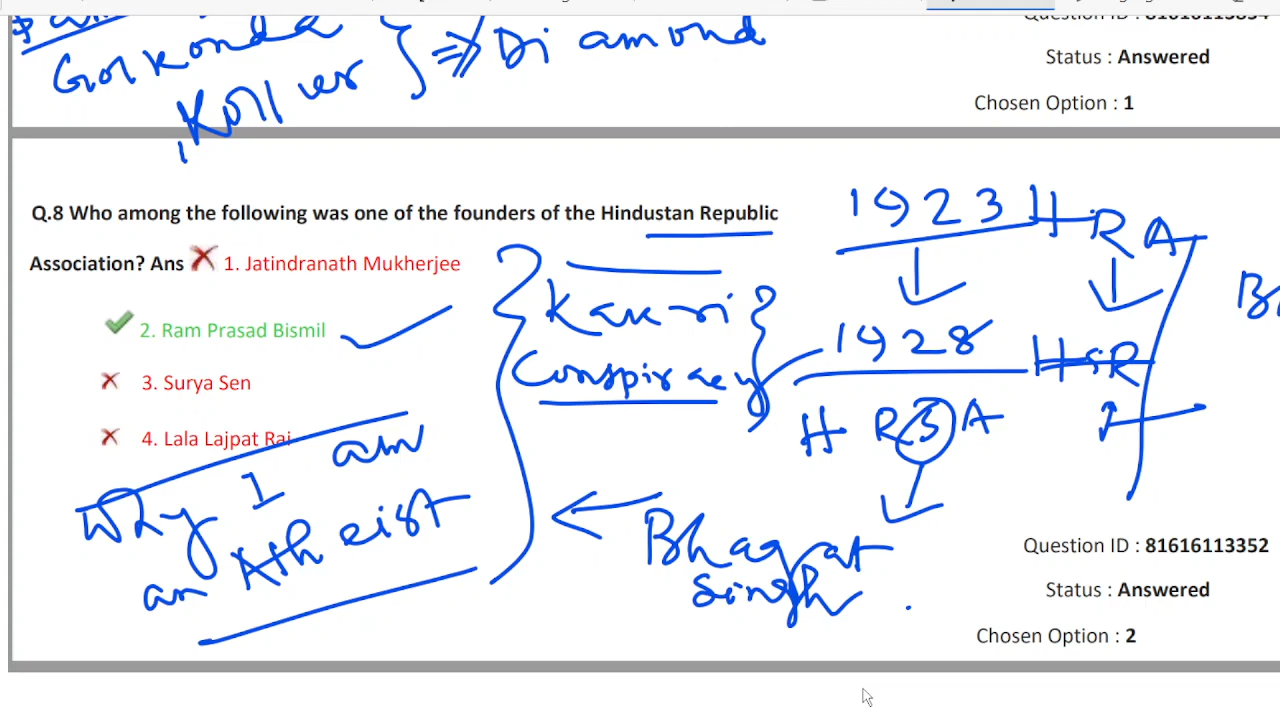 Golkonda
Kollur } => Diamond
Status : Answered
Chosen Option : 1
Q.8 Who among the following was one of the founders of the Hindustan Republic
Association? Ans 1. Jatindranath Mukherjee
2. Ram Prasad Bismil
3. Surya Sen
4. Lala Lajpat Rai
1923 HRA
Kakori
Conspiracy
1928 HSR
HRSA
Why I am
an Atheist
Bhagat
Singh
Question ID : 81616113352
Status : Answered
Chosen Option : 2